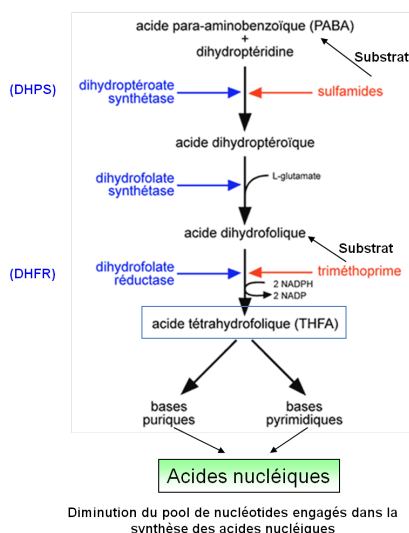 acide para-aminobenzoïque (PABA)
+
dihydroptéridine
Substrat
(DHPS)
dihydroptéroate
synthétase
sulfamides
acide dihydroptéroïque
dihydrofolate
synthétase
L-glutamate
acide dihydrofolique
Substrat
(DHFR)
dihydrofolate
réductase
triméthoprime
2 NADPH
2 NADP
acide tétrahydrofolique (THFA)
bases
puriques
bases
pyrimidiques
Acides nucléiques
Diminution du pool de nucléotides engagés dans la
synthèse des acides nucléiques